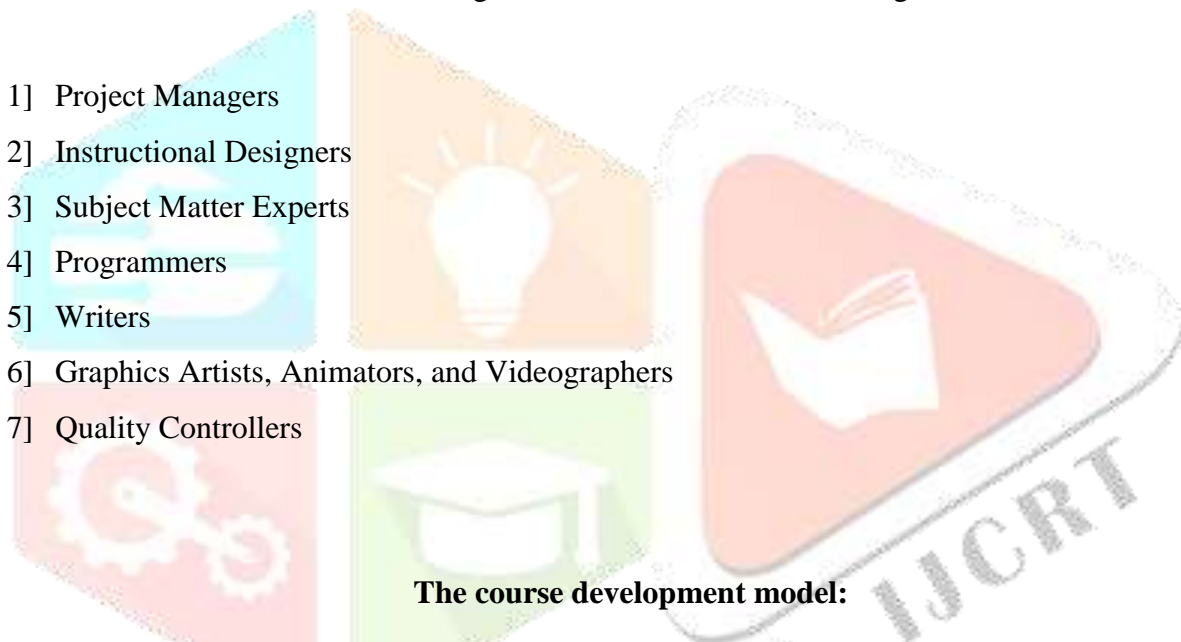 1] Project Managers
2] Instructional Designers
3] Subject Matter Experts
4] Programmers
5] Writers
6] Graphics Artists, Animators, and Videographers
7] Quality Controllers
The course development model:
IJCRT